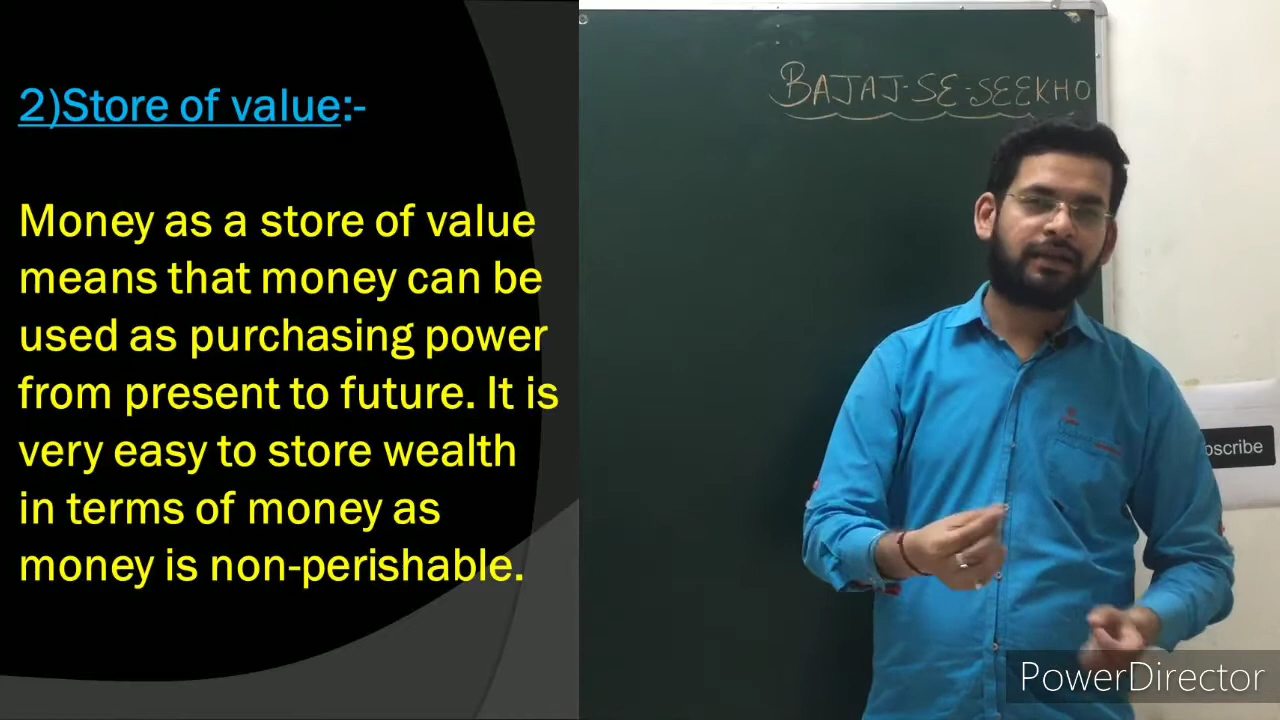 2)Store of value:-
Money as a store of value
means that money can be
used as purchasing power
from present to future. It is
very easy to store wealth
in terms of money as
money is non-perishable.
BAJAJ-SE-SEEKHO
PowerDirector